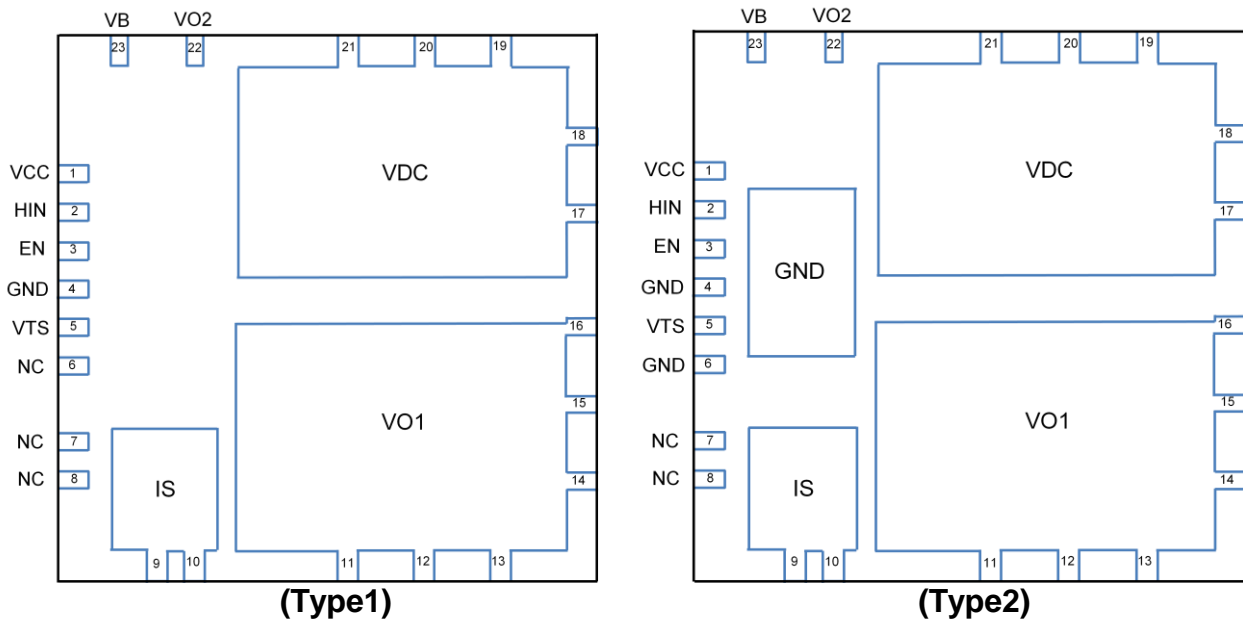 VB VO2
23 22 21 20 19
VDC
18
17
VCC 1
HIN 2
EN 3
GND 4
VTS 5
NC 6
NC 7
NC 8
IS
9 10
VO1
16
15
14
11 12 13
(Type1)
VB VO2
23 22 21 20 19
VDC
18
17
VCC 1
HIN 2
EN 3
GND 4
VTS 5
GND 6
GND
NC 7
NC 8
IS
9 10
VO1
16
15
14
11 12 13
(Type2)